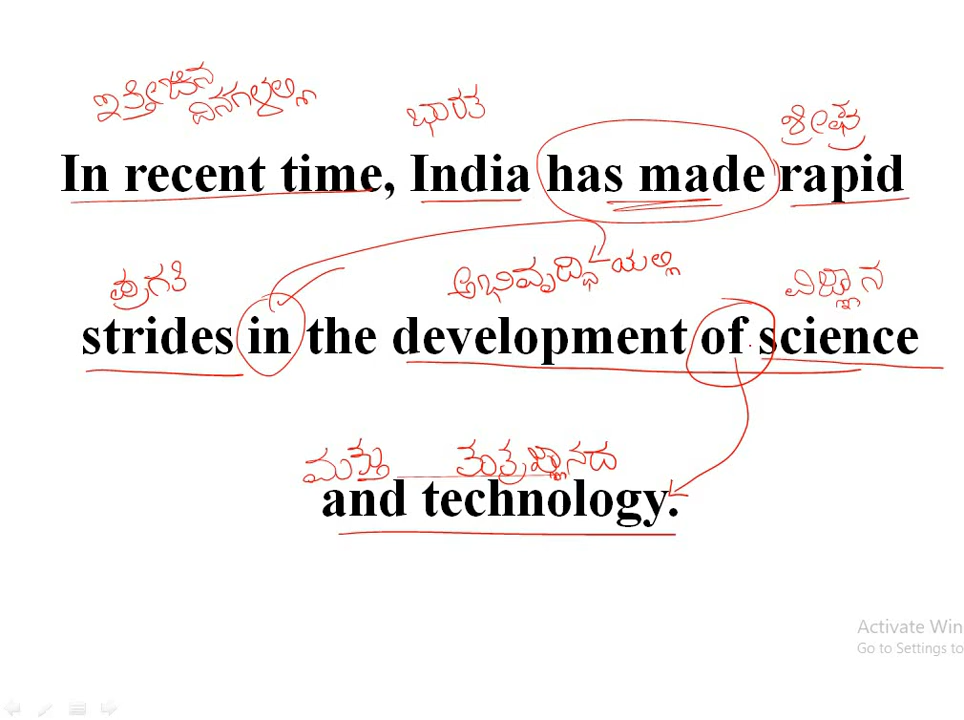 ಇತ್ತೀಚಿನ ದಿನಗಳಲ್ಲಿ ಭಾರತ ಶ್ರೀಘ್ರ
In recent time, India has made rapid
ಪ್ರಗತಿ ಅಭಿವೃದ್ಧಿಯಲ್ಲಿ ವಿಜ್ಞಾನ
strides in the development of science
ಮತ್ತು ತಂತ್ರಜ್ಞಾನದ
and technology.
Activate Win
Go to Settings to